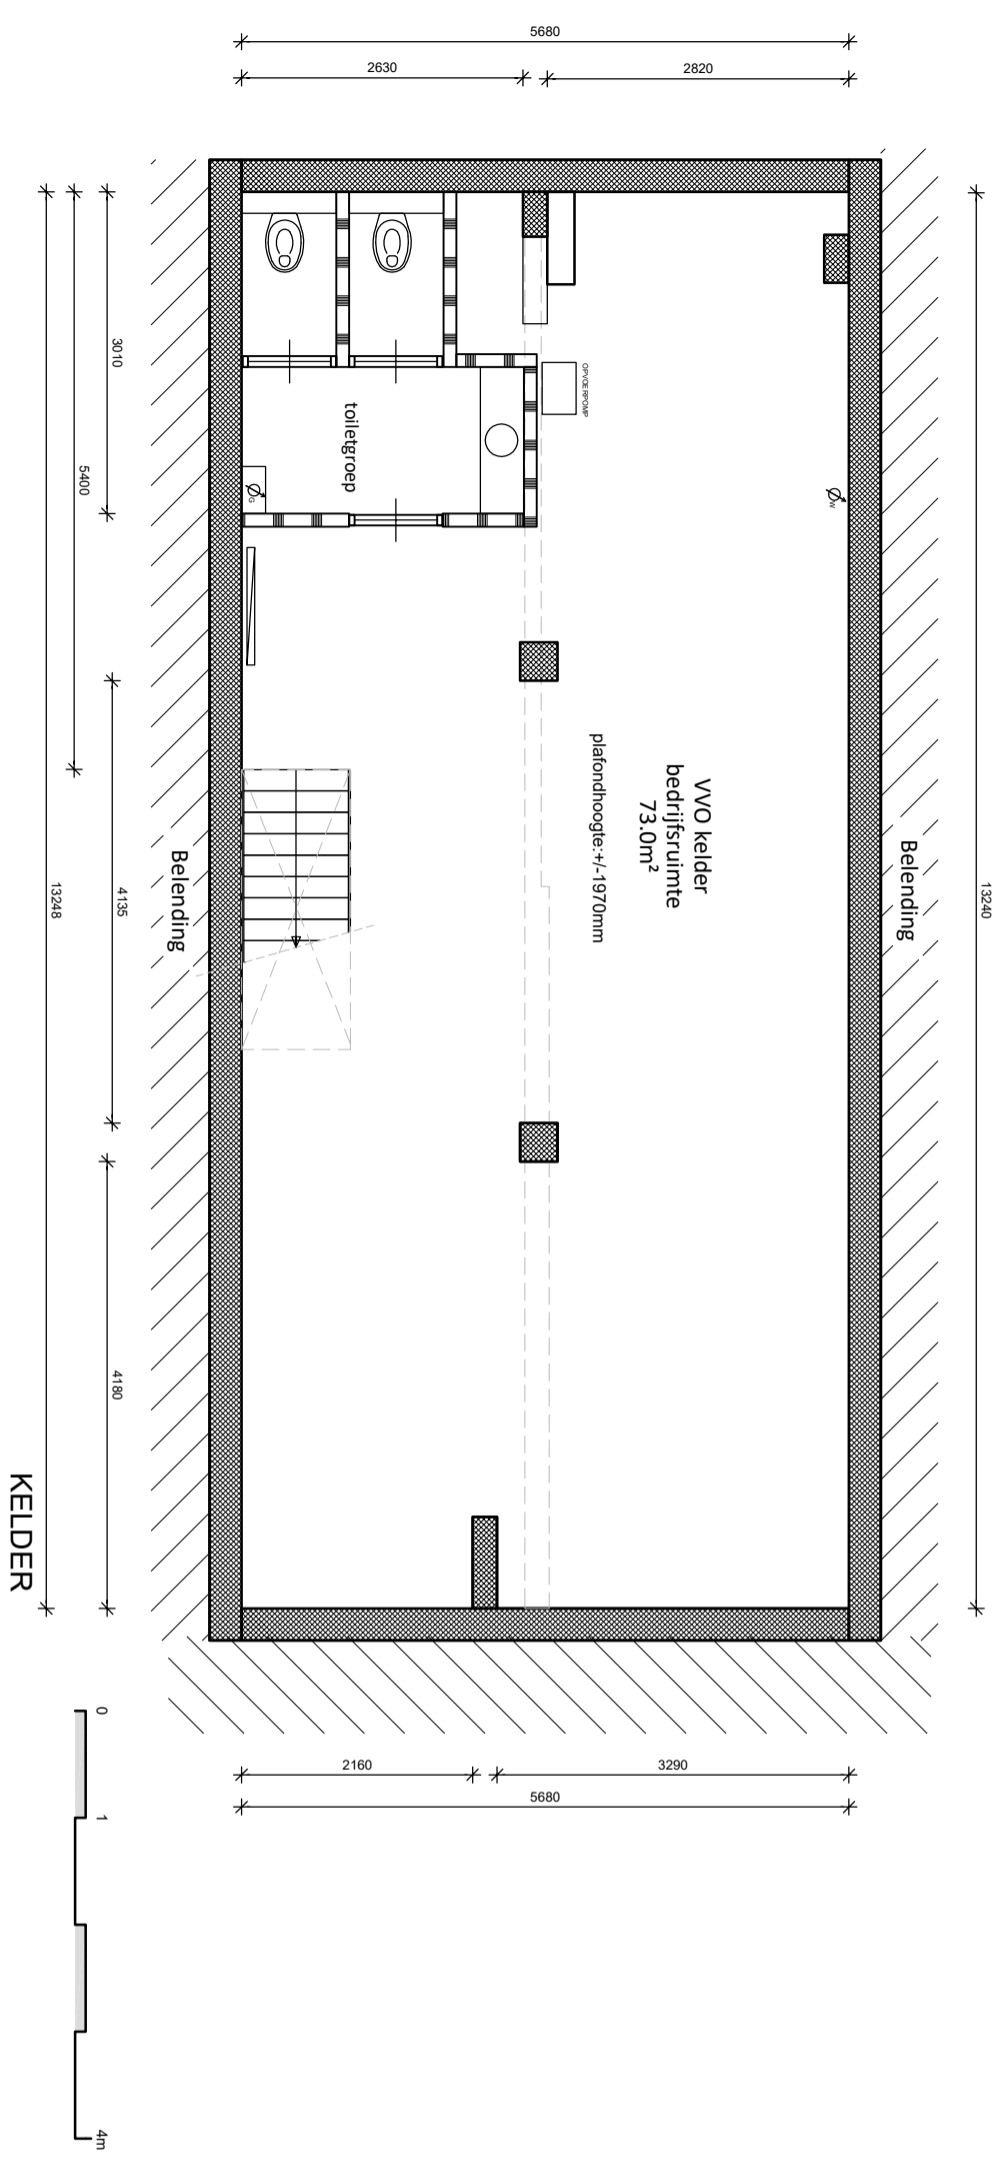 5680
2630
2820
13240
3010
5400
4135
13248
4180
OPVOERPOMP
toiletgroep
G
W
VVO kelder
bedrijfsruimte
73.0m²
plafondhoogte:+/-1970mm
Belending
Belending
KELDER
2160
3290
5680
0
1
4m